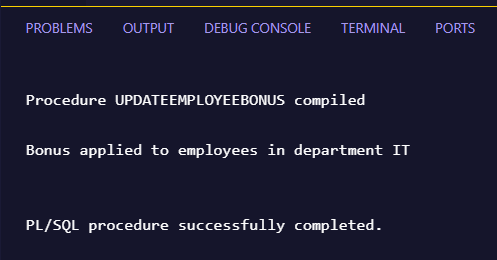 PROBLEMS OUTPUT DEBUG CONSOLE TERMINAL PORTS
Procedure UPDATEEMPLOYEEBONUS compiled
Bonus applied to employees in department IT
PL/SQL procedure successfully completed.